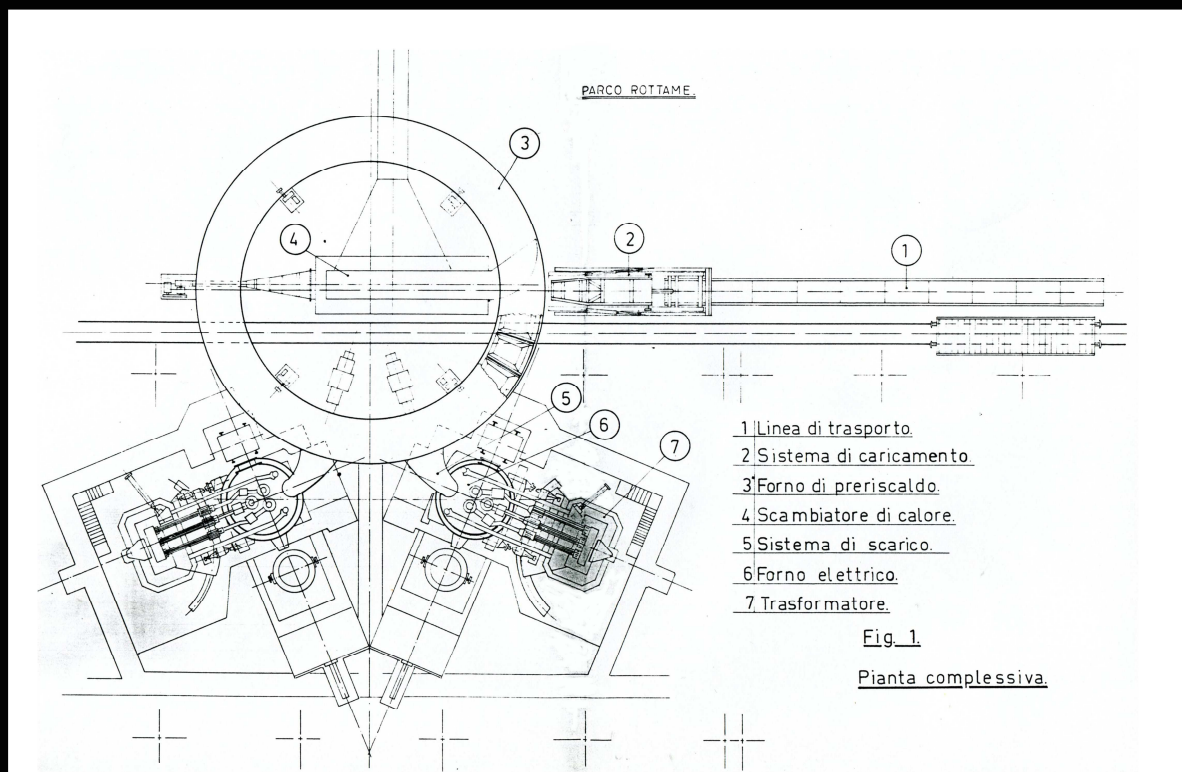 PARCO ROTTAME.
3
2
1
4
5
6
7
1 Linea di trasporto.
2 Sistema di caricamento.
3 Forno di preriscaldo.
4 Scambiatore di calore.
5 Sistema di scarico.
6 Forno elettrico.
7 Trasformatore.
Fig. 1.
Pianta complessiva.